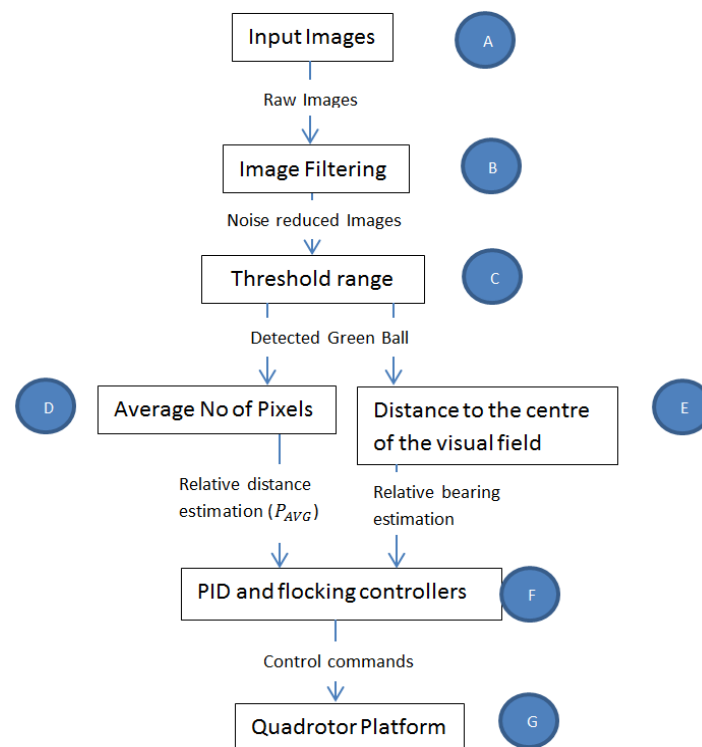 Input Images
A
Raw Images
Image Filtering
B
Noise reduced Images
Threshold range
C
Detected Green Ball
D
Average No of Pixels
Distance to the centre
of the visual field
E
Relative distance
estimation (P_AVG)
Relative bearing
estimation
PID and flocking controllers
F
Control commands
Quadrotor Platform
G